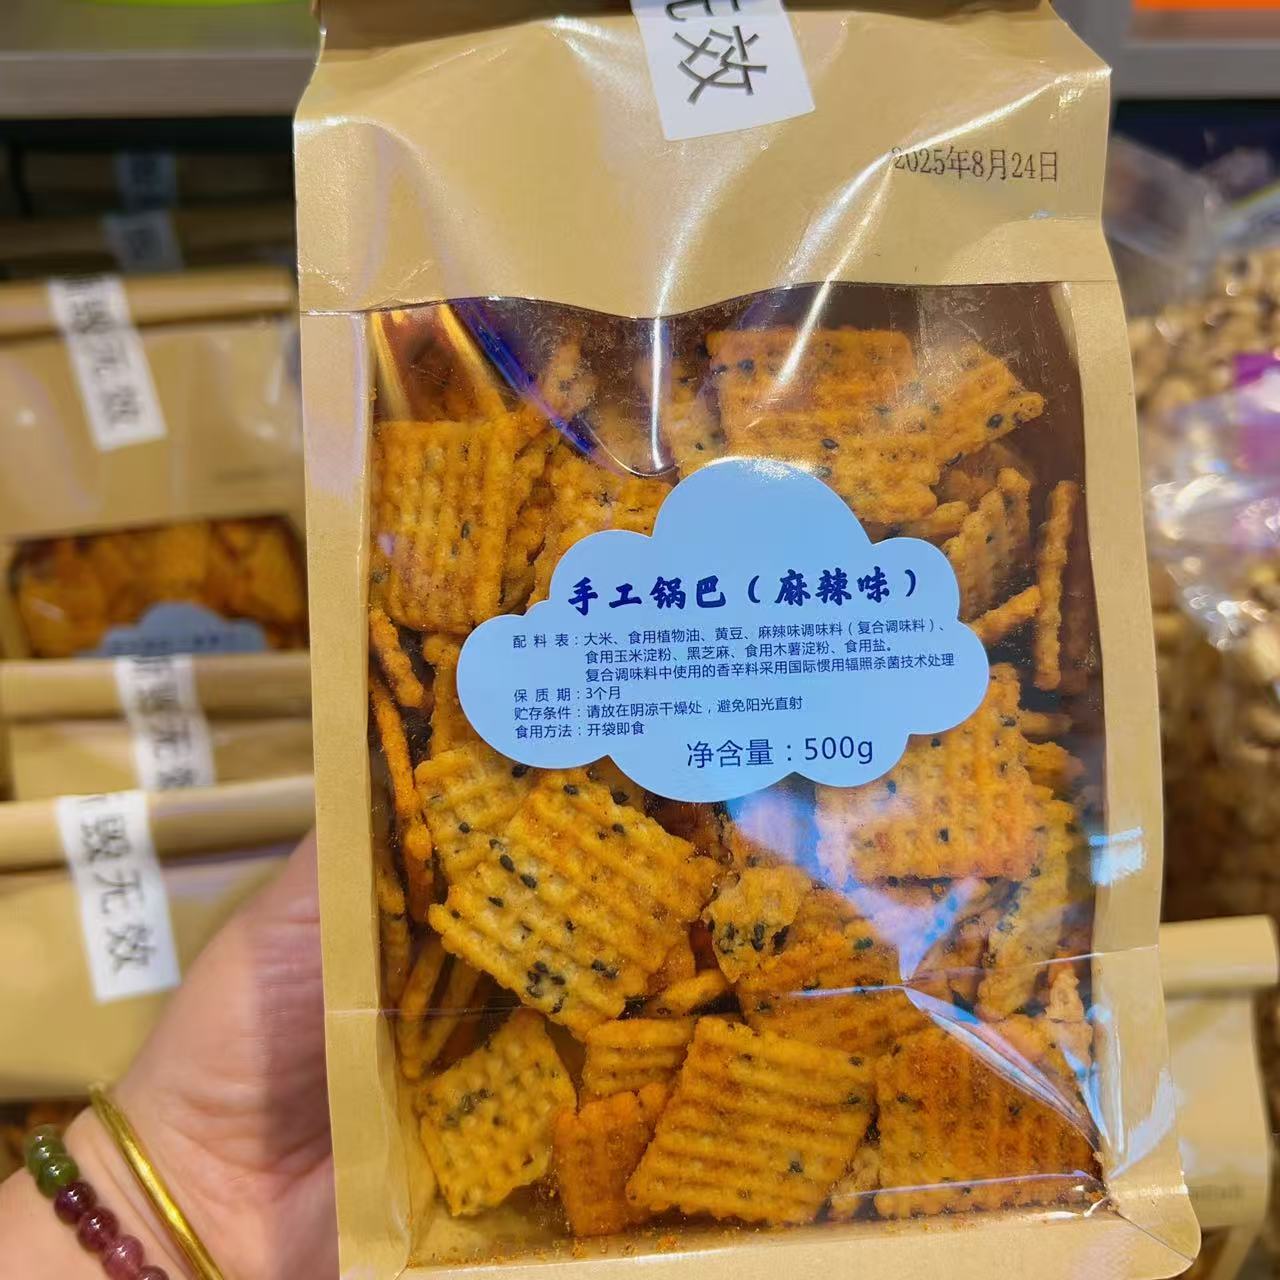 效
2025年8月24日
手工锅巴（麻辣味）
配料表：大米、食用植物油、黄豆、麻辣味调味料（复合调味料）、
食用玉米淀粉、黑芝麻、食用木薯淀粉、食用盐。
复合调味料中使用的香辛料采用国际惯用辐照杀菌技术处理
保质期：3个月
贮存条件：请放在阴凉干燥处，避免阳光直射
食用方法：开袋即食
净含量：500g
毁无效
毁无
毁无效